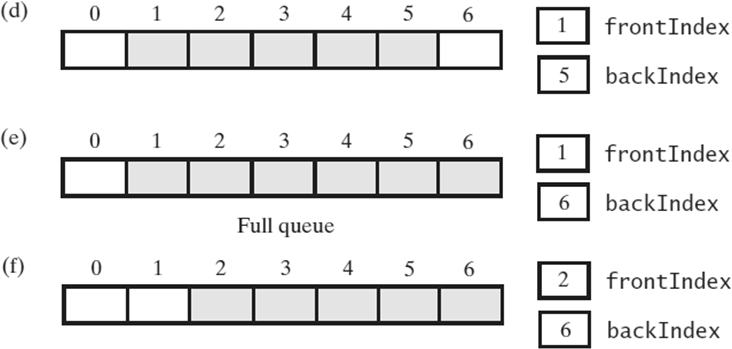 (d) 0 1 2 3 4 5 6
1 frontIndex
5 backIndex
(e) 0 1 2 3 4 5 6
1 frontIndex
6 backIndex
Full queue
(f) 0 1 2 3 4 5 6
2 frontIndex
6 backIndex